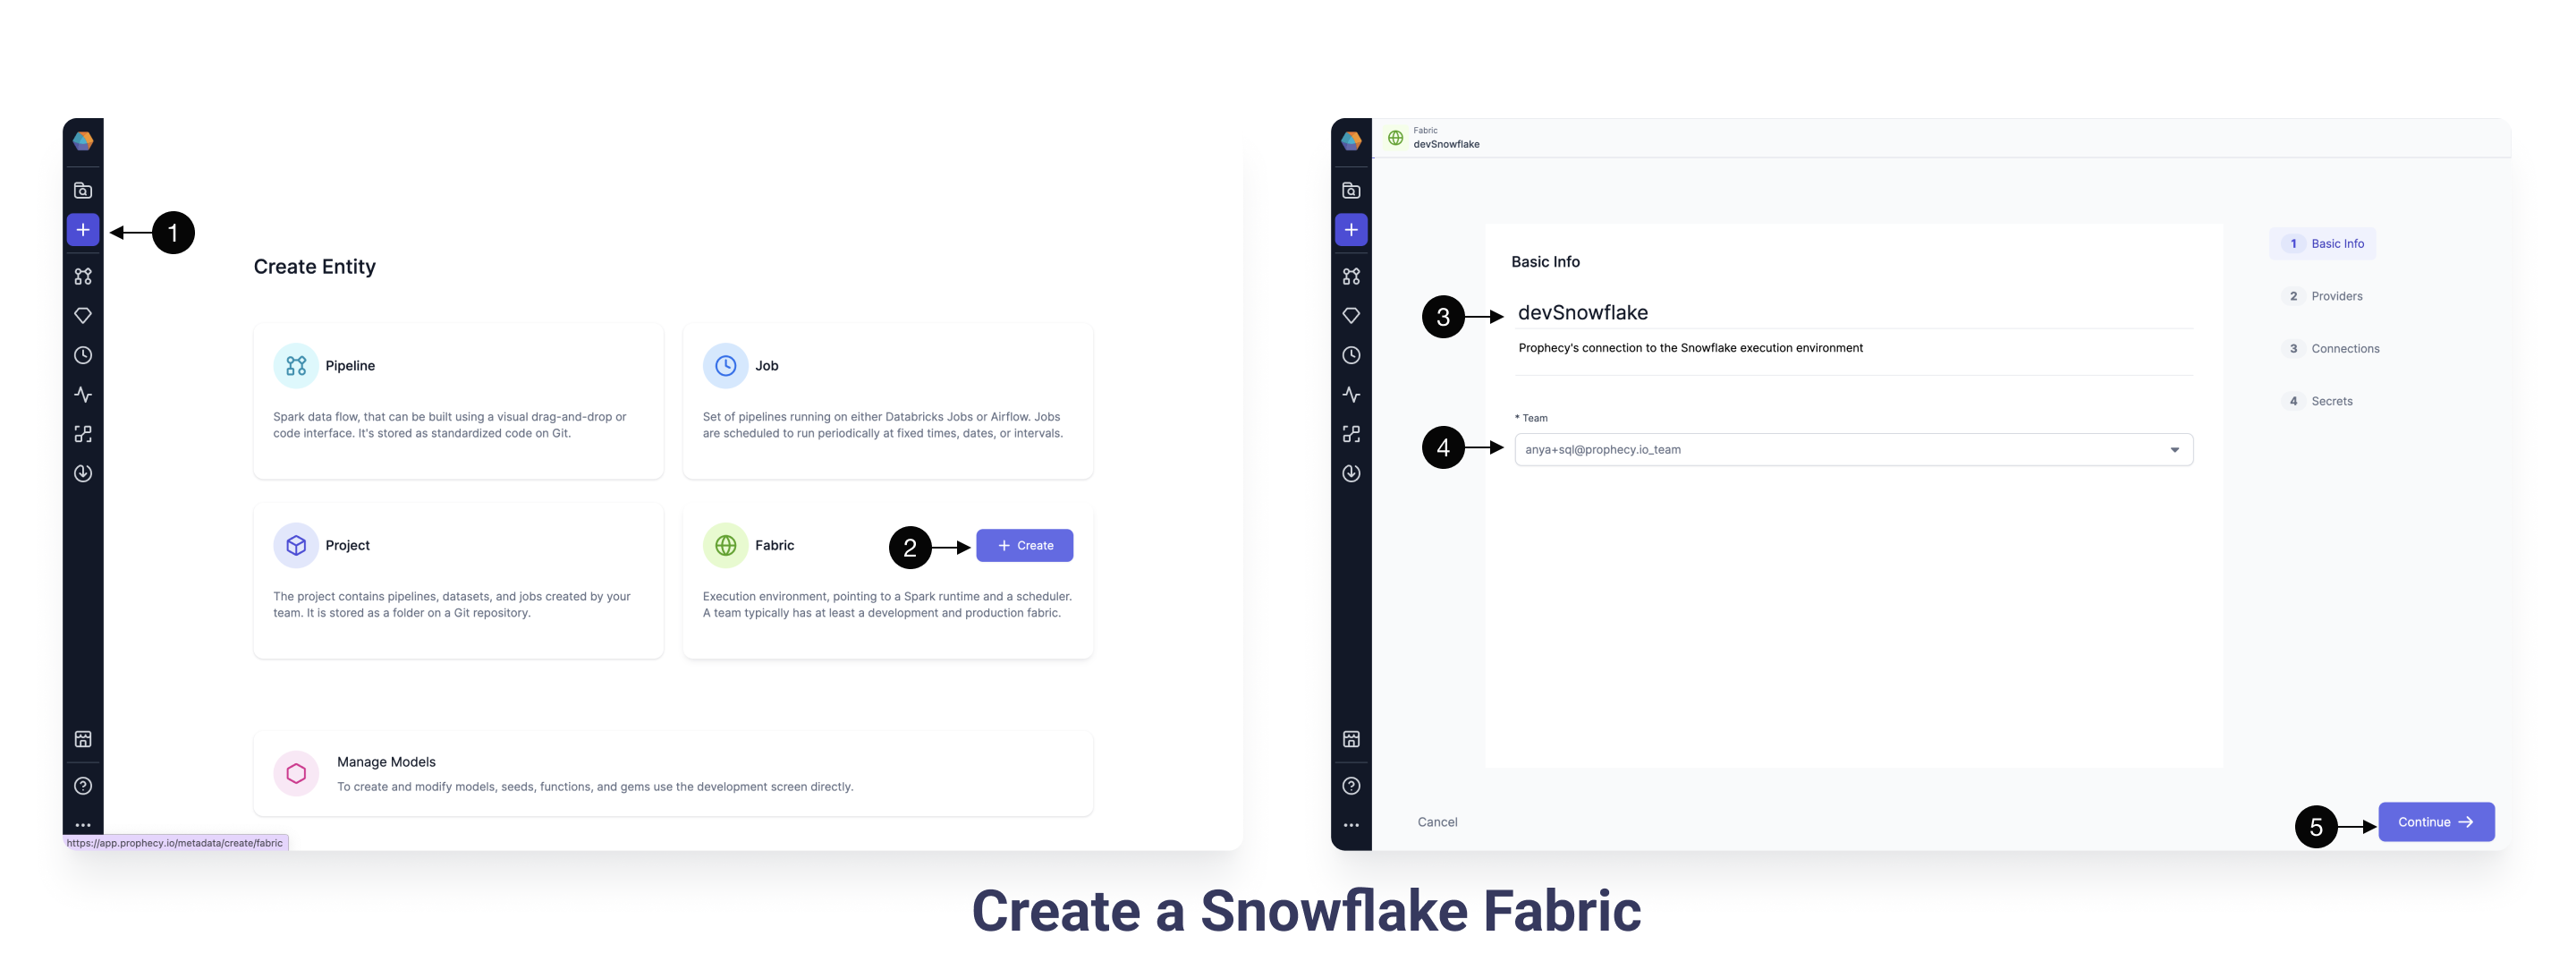 1
Create Entity
Pipeline
Spark data flow, that can be built using a visual drag-and-drop or
code interface. It's stored as standardized code on Git.
Job
Set of pipelines running on either Databricks Jobs or Airflow. Jobs
are scheduled to run periodically at fixed times, dates, or intervals.
Project
The project contains pipelines, datasets, and jobs created by your
team. It is stored as a folder on a Git repository.
Fabric
2
Create
Execution environment, pointing to a Spark runtime and a scheduler.
A team typically has at least a development and production fabric.
Manage Models
To create and modify models, seeds, functions, and gems use the development screen directly.
https://app.prophecy.io/metadata/create/fabric
Fabric
devSnowflake
Basic Info
3
devSnowflake
Prophecy's connection to the Snowflake execution environment
* Team
4
anya+sql@prophecy.io_team
1 Basic Info
2 Providers
3 Connections
4 Secrets
Cancel
5
Continue
Create a Snowflake Fabric